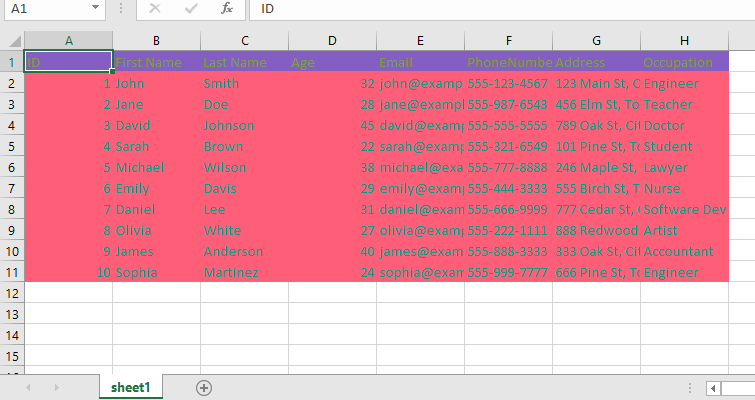 A1 fx ID
A B C D E F G H
1 ID First Name Last Name Age Email PhoneNumbe Address Occupation
2 1 John Smith 32 john@examp 555-123-4567 123 Main St, C Engineer
3 2 Jane Doe 28 jane@exampl 555-987-6543 456 Elm St, To Teacher
4 3 David Johnson 45 david@examp 555-555-5555 789 Oak St, Cit Doctor
5 4 Sarah Brown 22 sarah@examp 555-321-6549 101 Pine St, To Student
6 5 Michael Wilson 38 michael@exa 555-777-8888 246 Maple St, Lawyer
7 6 Emily Davis 29 emily@examp 555-444-3333 555 Birch St, T Nurse
8 7 Daniel Lee 31 daniel@exam 555-666-9999 777 Cedar St, Software Dev
9 8 Olivia White 27 olivia@examp 555-222-1111 888 Redwood Artist
10 9 James Anderson 40 james@exam 555-888-3333 333 Oak St, Cit Accountant
11 10 Sophia Martinez 24 sophia@exam 555-999-7777 666 Pine St, To Engineer
12
13
14
15
sheet1